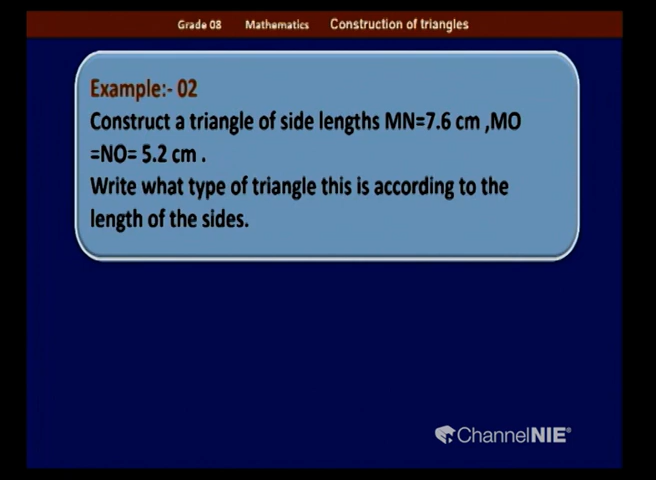 Grade 08 Mathematics Construction of triangles
Example:- 02
Construct a triangle of side lengths MN=7.6 cm ,MO
=NO= 5.2 cm .
Write what type of triangle this is according to the
length of the sides.
ChannelNIE®